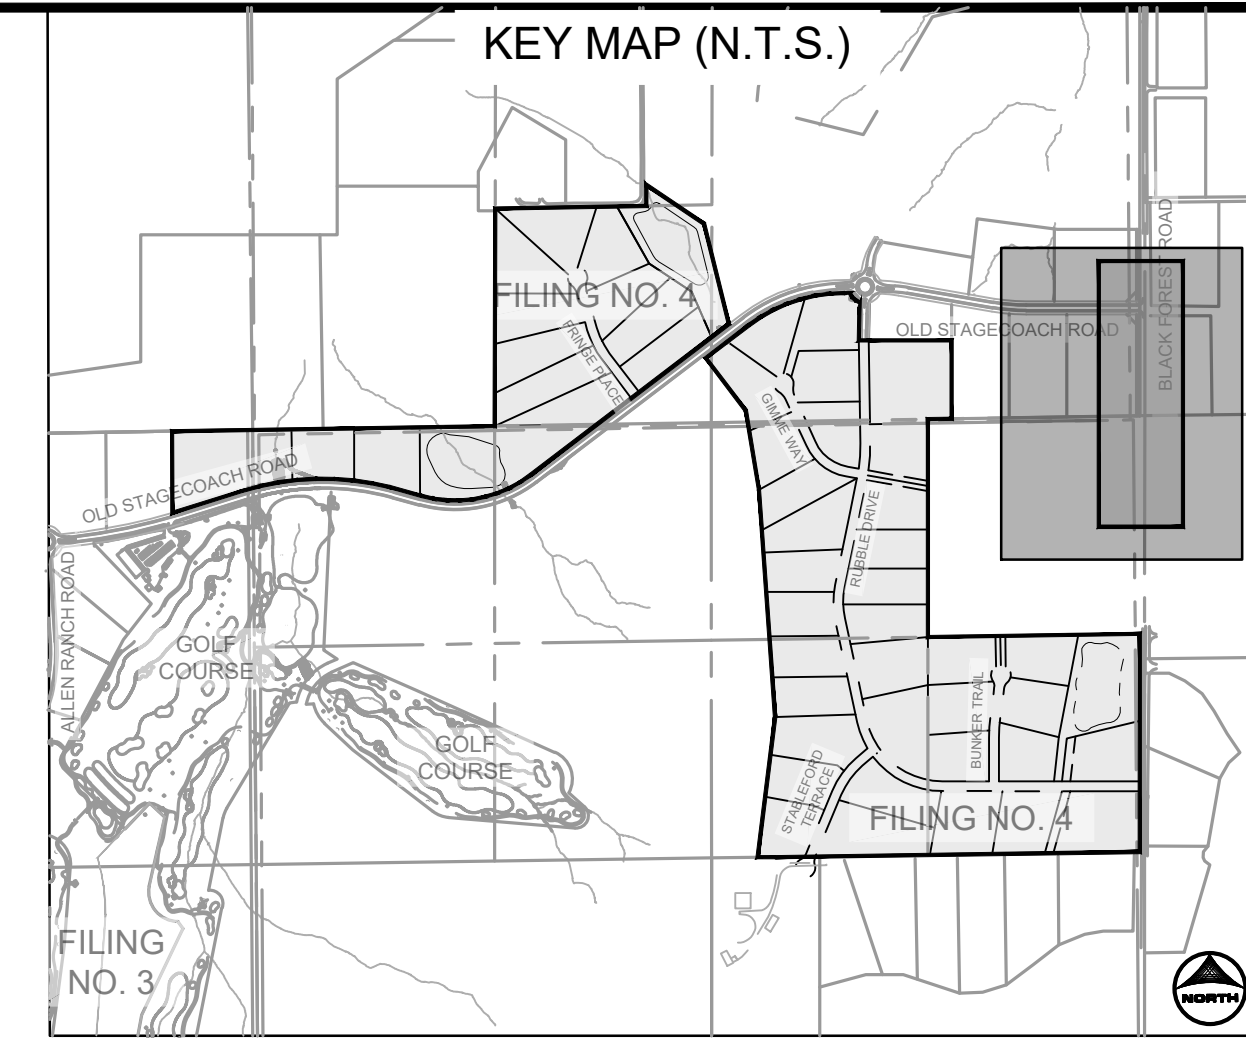 KEY MAP (N.T.S.)
BLACK FOREST ROAD
FILING NO. 4
OLD STAGECOACH ROAD
FRINGE PLACE
GIMME WAY
OLD STAGECOACH ROAD
RUBBLE DRIVE
ALLEN RANCH ROAD
GOLF
COURSE
BUNKER TRAIL
GOLF
COURSE
STABLEFORD
TERRACE
FILING NO. 4
FILING
NO. 3
NORTH